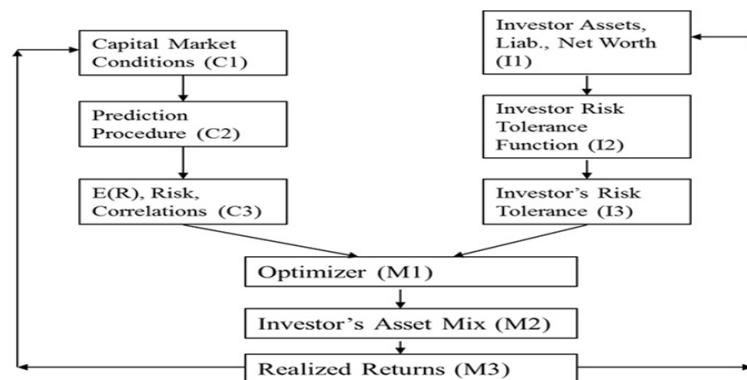 Capital Market
Conditions (C1)
Prediction
Procedure (C2)
E(R), Risk,
Correlations (C3)
Investor Assets,
Liab., Net Worth
(I1)
Investor Risk
Tolerance
Function (I2)
Investor's Risk
Tolerance (I3)
Optimizer (M1)
Investor's Asset Mix (M2)
Realized Returns (M3)